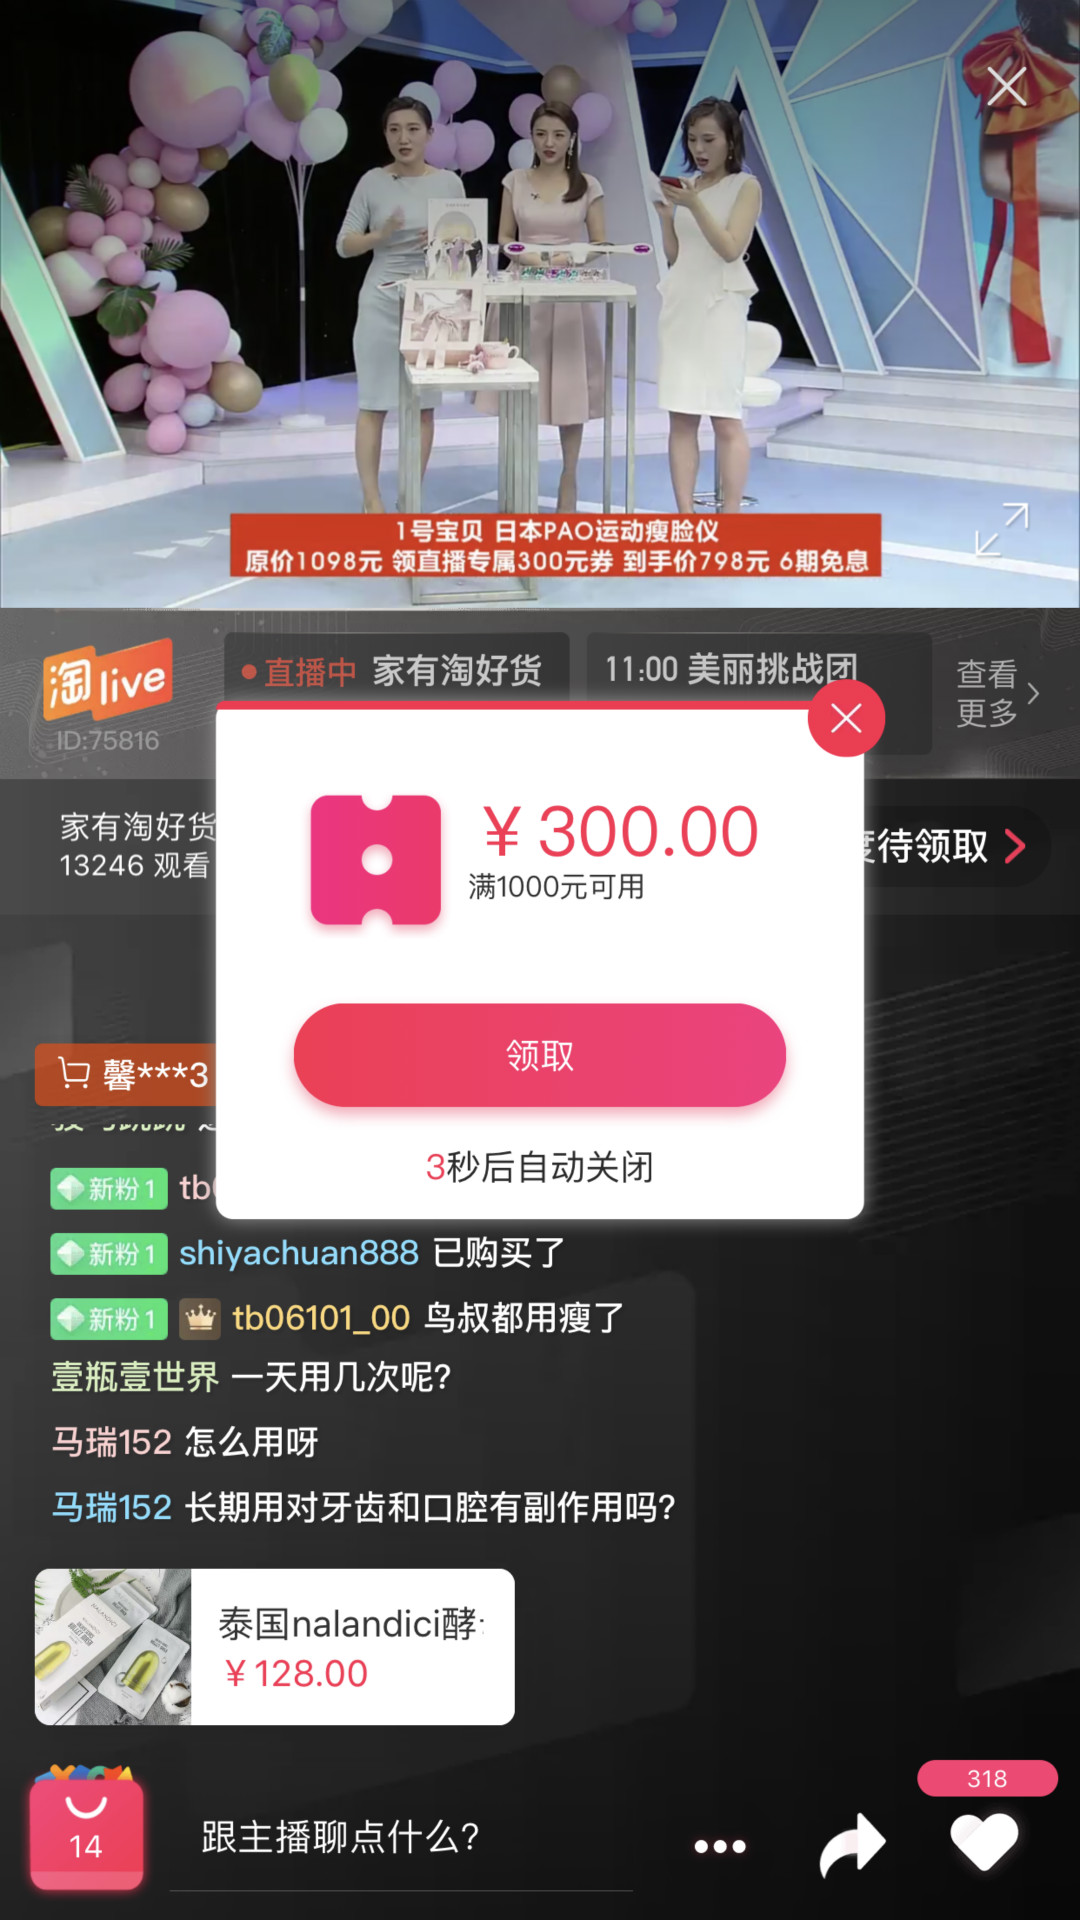 1号宝贝 日本PAO运动瘦脸仪
原价1098元 领直播专属300元券 到手价798元 6期免息
淘live
ID:75816
直播中 家有淘好货
11:00 美丽挑战团
查看
更多
家有淘好货
13246 观看
待领取
¥300.00
满1000元可用
领取
3秒后自动关闭
馨***3
新粉1 tb
新粉1 shiyachuan888 已购买了
新粉1 tb06101_00 鸟叔都用瘦了
壹瓶壹世界 一天用几次呢?
马瑞152 怎么用呀
马瑞152 长期用对牙齿和口腔有副作用吗?
泰国nalandici酵
¥128.00
14
跟主播聊点什么?
318